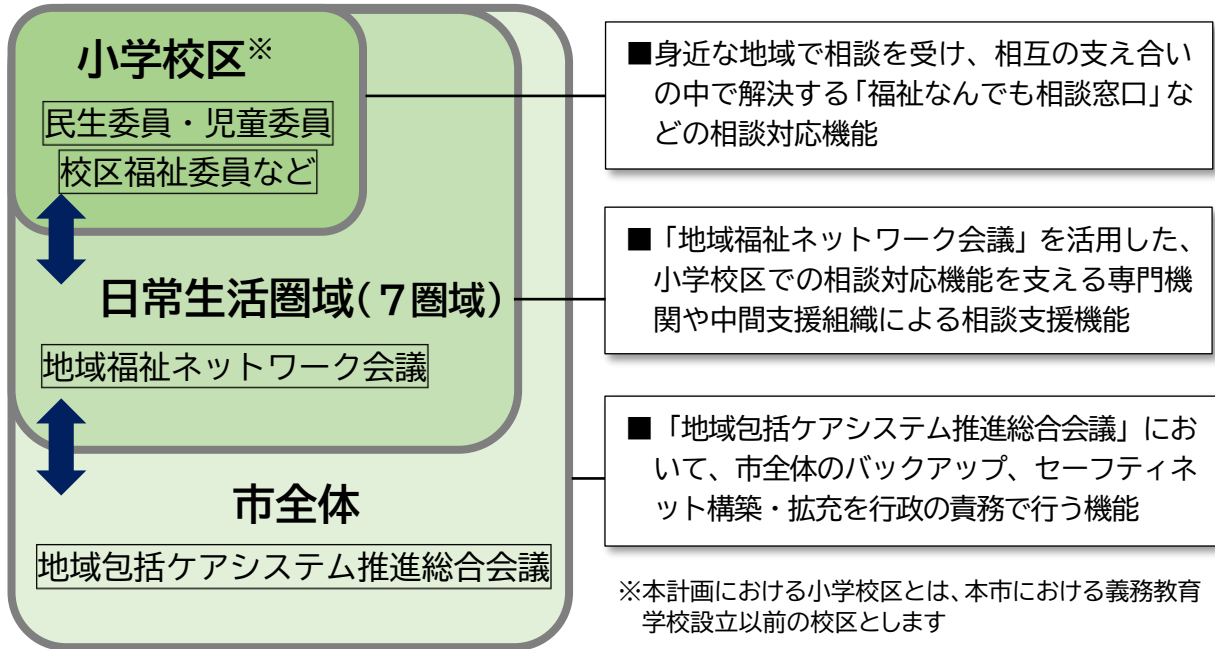 小学校区※
民生委員・児童委員
校区福祉委員など
日常生活圏域(７圏域)
地域福祉ネットワーク会議
市全体
地域包括ケアシステム推進総合会議
■身近な地域で相談を受け、相互の支え合い
の中で解決する「福祉なんでも相談窓口」な
どの相談対応機能
■「地域福祉ネットワーク会議」を活用した、
小学校区での相談対応機能を支える専門機
関や中間支援組織による相談支援機能
■「地域包括ケアシステム推進総合会議」にお
いて、市全体のバックアップ、セーフティネ
ット構築・拡充を行政の責務で行う機能
※本計画における小学校区とは、本市における義務教育
学校設立以前の校区とします